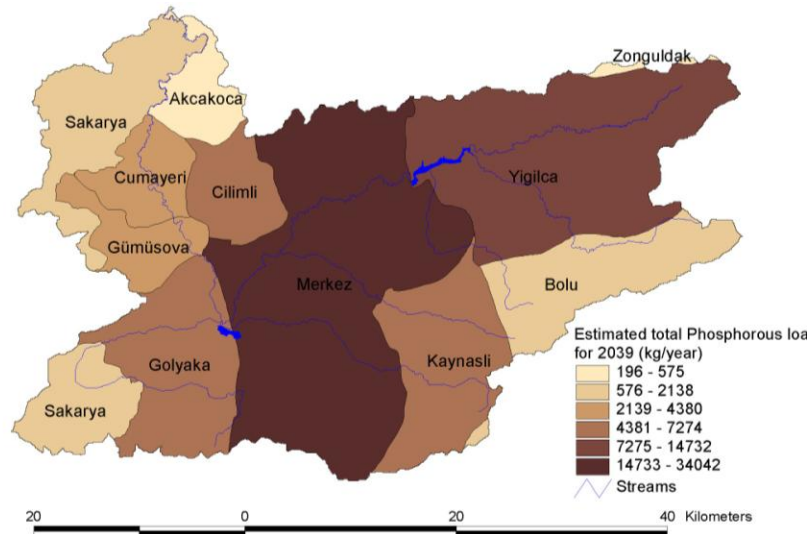 Zonguldak
Akcakoca
Sakarya
Cumayeri
Cilimli
Yigilca
Gümüsova
Merkez
Bolu
Golyaka
Kaynasli
Sakarya
Estimated total Phosphorous loa
for 2039 (kg/year)
196 - 575
576 - 2138
2139 - 4380
4381 - 7274
7275 - 14732
14733 - 34042
Streams
20 0 20 40 Kilometers